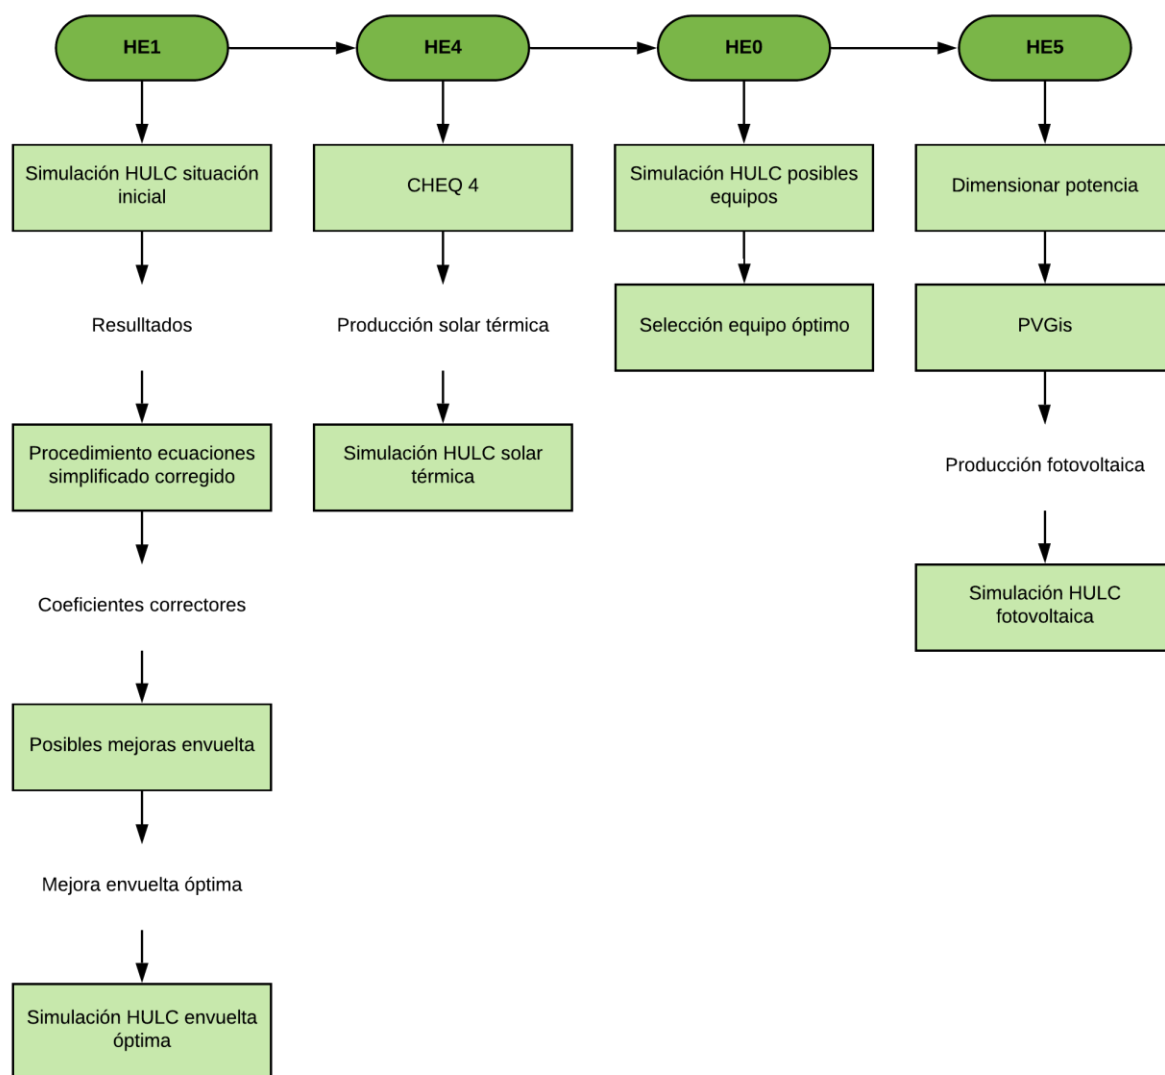 HE1
HE4
HE0
HE5
Simulación HULC situación
inicial
CHEQ 4
Simulación HULC posibles
equipos
Dimensionar potencia
Resulltados
Producción solar térmica
Selección equipo óptimo
PVGis
Procedimiento ecuaciones
simplificado corregido
Simulación HULC solar
térmica
Producción fotovoltaica
Coeficientes correctores
Simulación HULC
fotovoltaica
Posibles mejoras envuelta
Mejora envuelta óptima
Simulación HULC envuelta
óptima